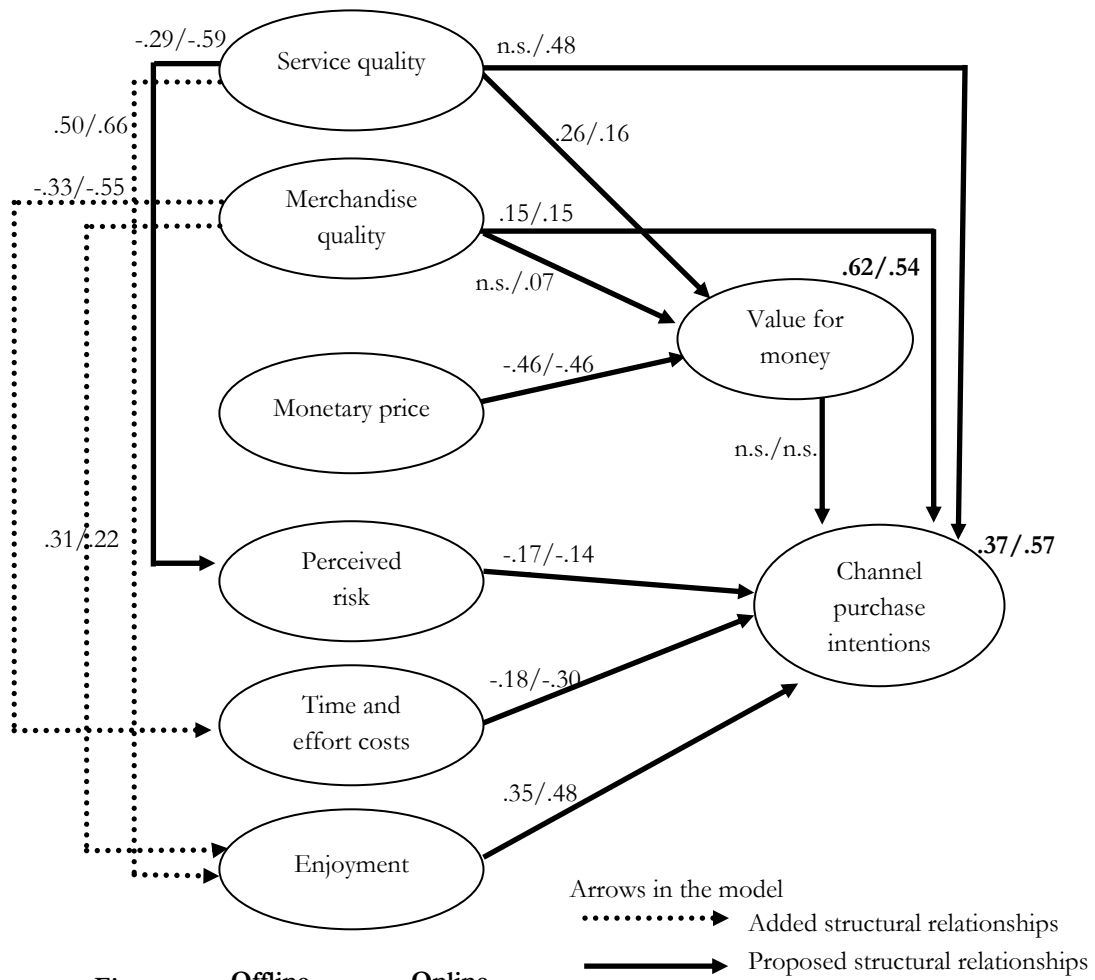 -.29/-.59
Service quality
n.s./.48
.50/.66
.26/.16
-.33/-.55
Merchandise
quality
.15/.15
n.s./.07
.62/.54
Value for
money
Monetary price
-.46/-.46
n.s./n.s.
.31/.22
Perceived
risk
-.17/-.14
.37/.57
Channel
purchase
intentions
Time and
effort costs
-.18/-.30
.35/.48
Enjoyment
Arrows in the model
Added structural relationships
Proposed structural relationships
Offline Online